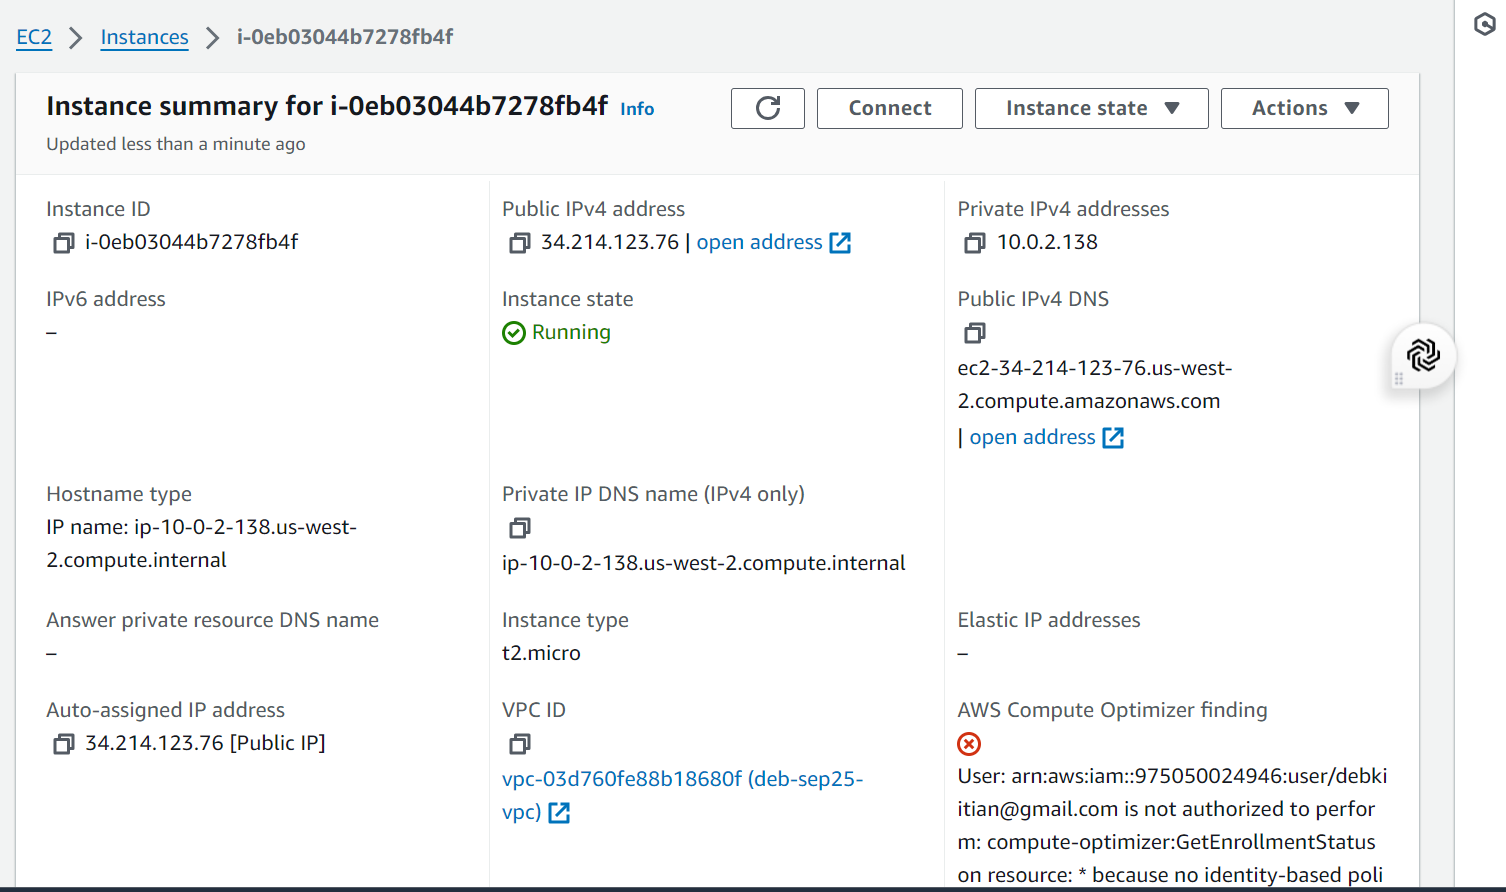 EC2 > Instances > i-0eb03044b7278fb4f
Instance summary for i-0eb03044b7278fb4f Info
Connect
Instance state
Actions
Updated less than a minute ago
Instance ID
i-0eb03044b7278fb4f
Public IPv4 address
34.214.123.76 | open address
Private IPv4 addresses
10.0.2.138
IPv6 address
–
Instance state
Running
Public IPv4 DNS
ec2-34-214-123-76.us-west-
2.compute.amazonaws.com
| open address
Hostname type
IP name: ip-10-0-2-138.us-west-
2.compute.internal
Private IP DNS name (IPv4 only)
ip-10-0-2-138.us-west-2.compute.internal
Answer private resource DNS name
–
Instance type
t2.micro
Elastic IP addresses
–
Auto-assigned IP address
34.214.123.76 [Public IP]
VPC ID
vpc-03d760fe88b18680f (deb-sep25-
vpc)
AWS Compute Optimizer finding
User: arn:aws:iam::975050024946:user/debki
itian@gmail.com is not authorized to perfor
m: compute-optimizer:GetEnrollmentStatus
on resource: * because no identity-based poli